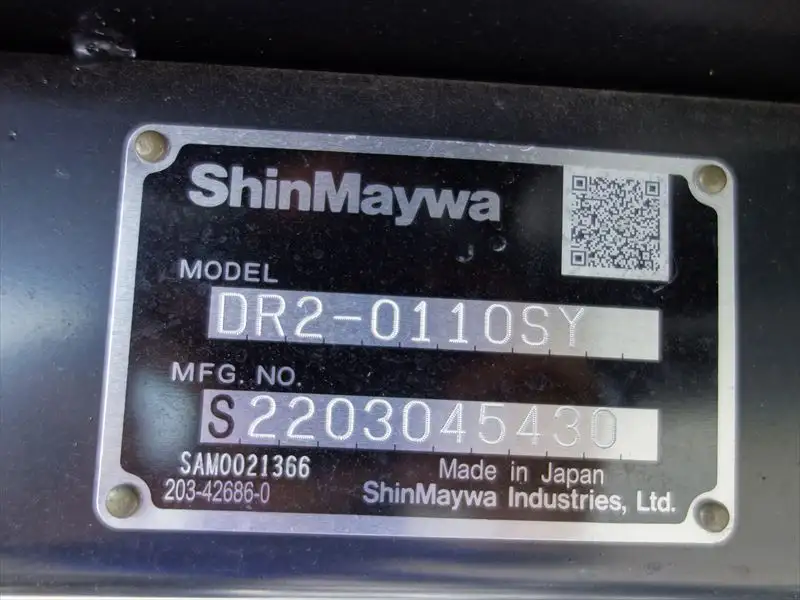 ShinMaywa
MODEL
DR2-0110SY
MFG. NO.
S2203045430
SAM0021366
Made in Japan
203-42686-0
ShinMaywa Industries, Ltd.